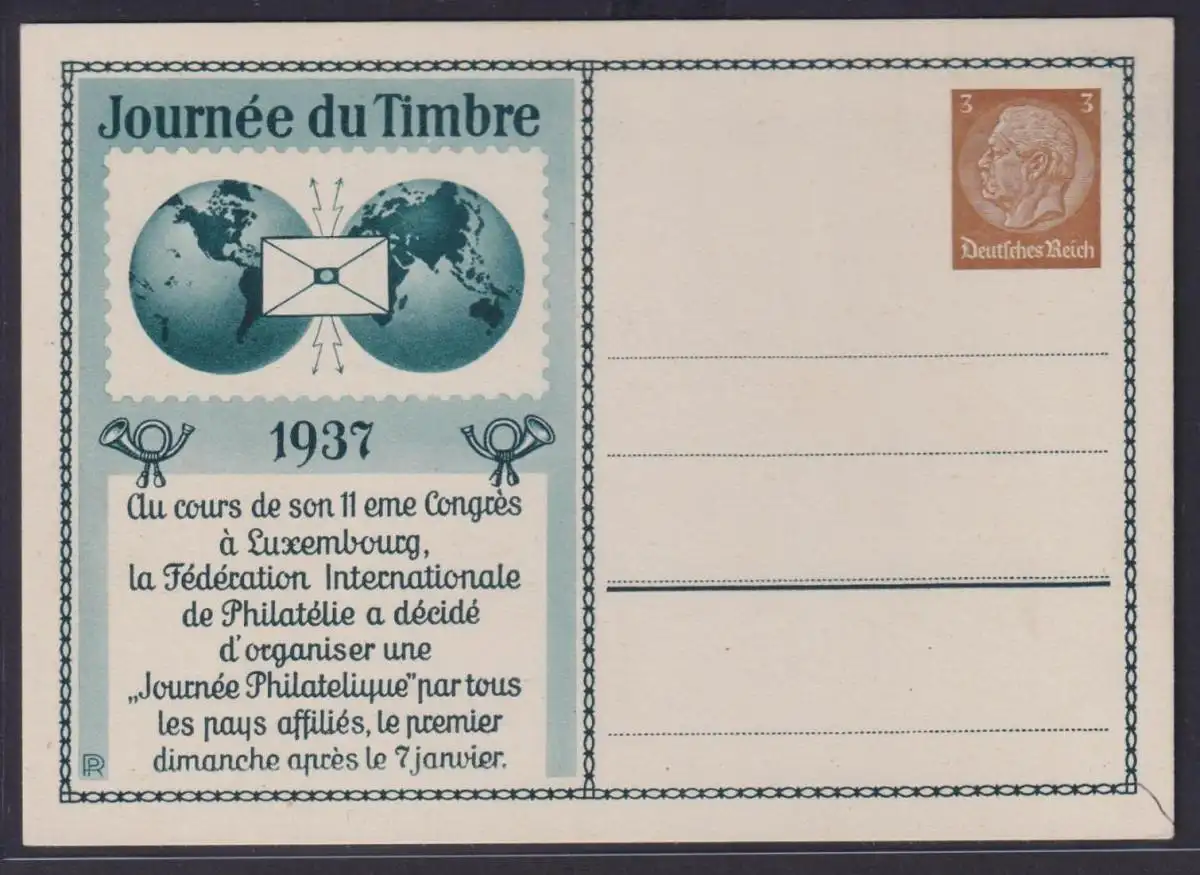 Journée du Timbre
1937
Au cours de son 11 eme Congrès
à Luxembourg,
la Fédération Internationale
de Philatélie a décidé
d'organiser une
„Journée Philatelique" par tous
les pays affiliés, le premier
dimanche après le 7 janvier.
PR
3 3
Deutsches Reich